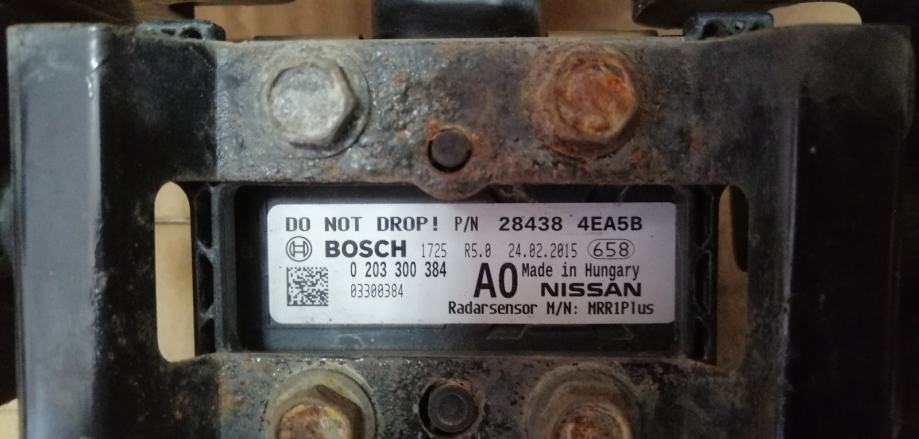 DO NOT DROP! P/N 28438 4EA5B
BOSCH 1725 R5.0 24.02.2015 658
0 203 300 384 A0 Made in Hungary
03300384 NISSAN
Radarsensor M/N: MRR1Plus